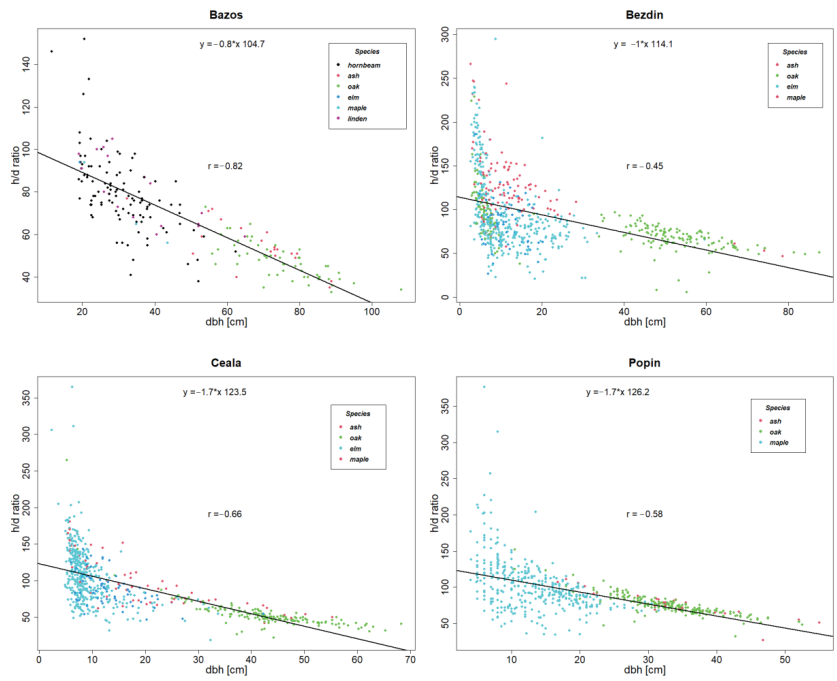 Bazos
y =−0.8*x 104.7
Species
hornbeam
ash
oak
elm
maple
linden
r =−0.82
h/d ratio
40 60 80 100 120 140
20 40 60 80 100
dbh [cm]
Bezdin
y = −1*x 114.1
Species
ash
oak
elm
maple
r =−0.45
h/d ratio
0 50 100 150 200 250 300
0 20 40 60 80
dbh [cm]
Ceala
y =−1.7*x 123.5
Species
ash
oak
elm
maple
r =−0.66
h/d ratio
50 100 150 200 250 300 350
0 10 20 30 40 50 60 70
dbh [cm]
Popin
y =−1.7*x 126.2
Species
ash
oak
maple
r =−0.58
h/d ratio
50 100 150 200 250 300 350
10 20 30 40 50
dbh [cm]